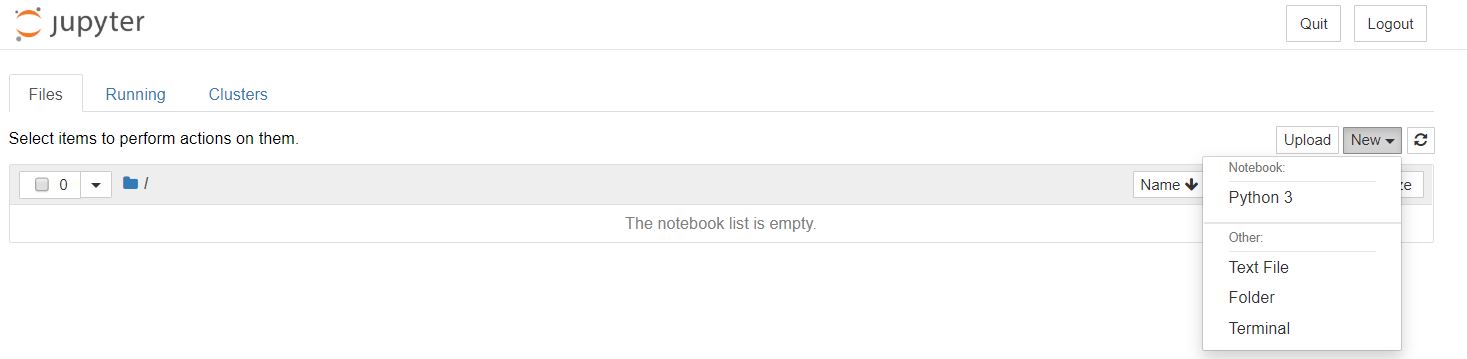 jupyter
Quit Logout
Files Running Clusters
Select items to perform actions on them.
Upload New
0 / Name ze
The notebook list is empty.
Notebook:
Python 3
Other:
Text File
Folder
Terminal